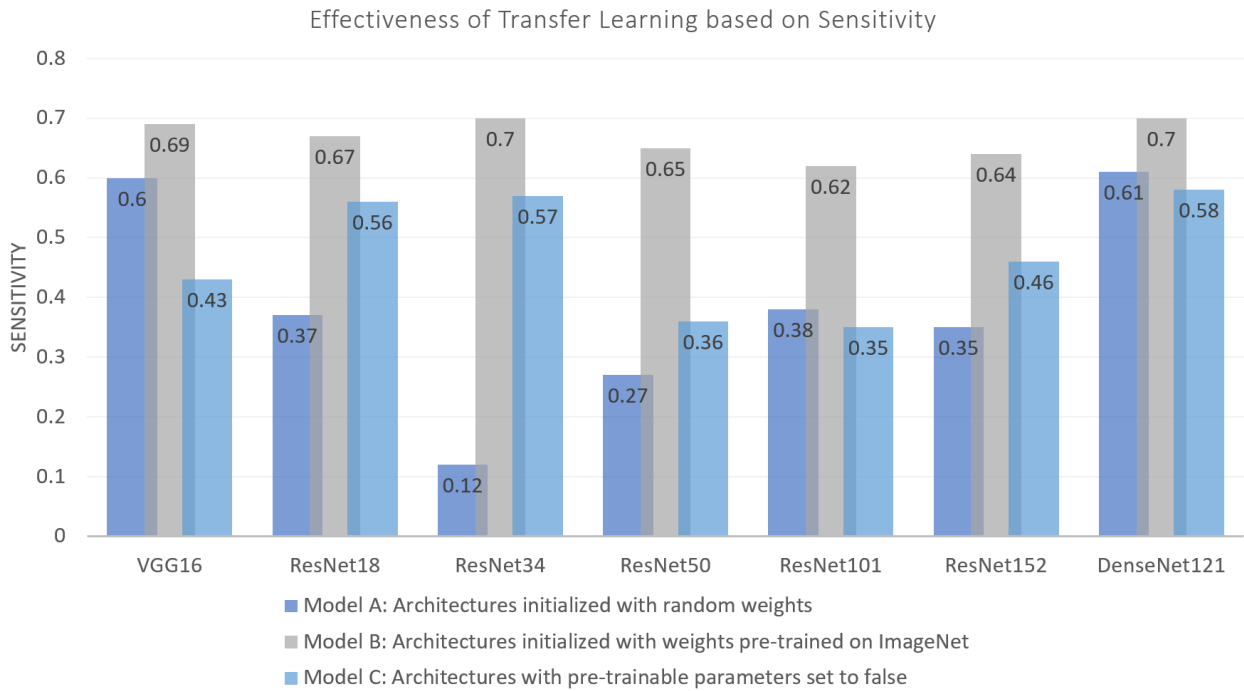 Effectiveness of Transfer Learning based on Sensitivity
SENSITIVITY
0.8
0.7
0.6
0.5
0.4
0.3
0.2
0.1
0
0.6 0.69 0.43
0.37 0.67 0.56
0.12 0.7 0.57
0.27 0.65 0.36
0.38 0.62 0.35
0.35 0.64 0.46
0.61 0.7 0.58
VGG16 ResNet18 ResNet34 ResNet50 ResNet101 ResNet152 DenseNet121
Model A: Architectures initialized with random weights
Model B: Architectures initialized with weights pre-trained on ImageNet
Model C: Architectures with pre-trainable parameters set to false